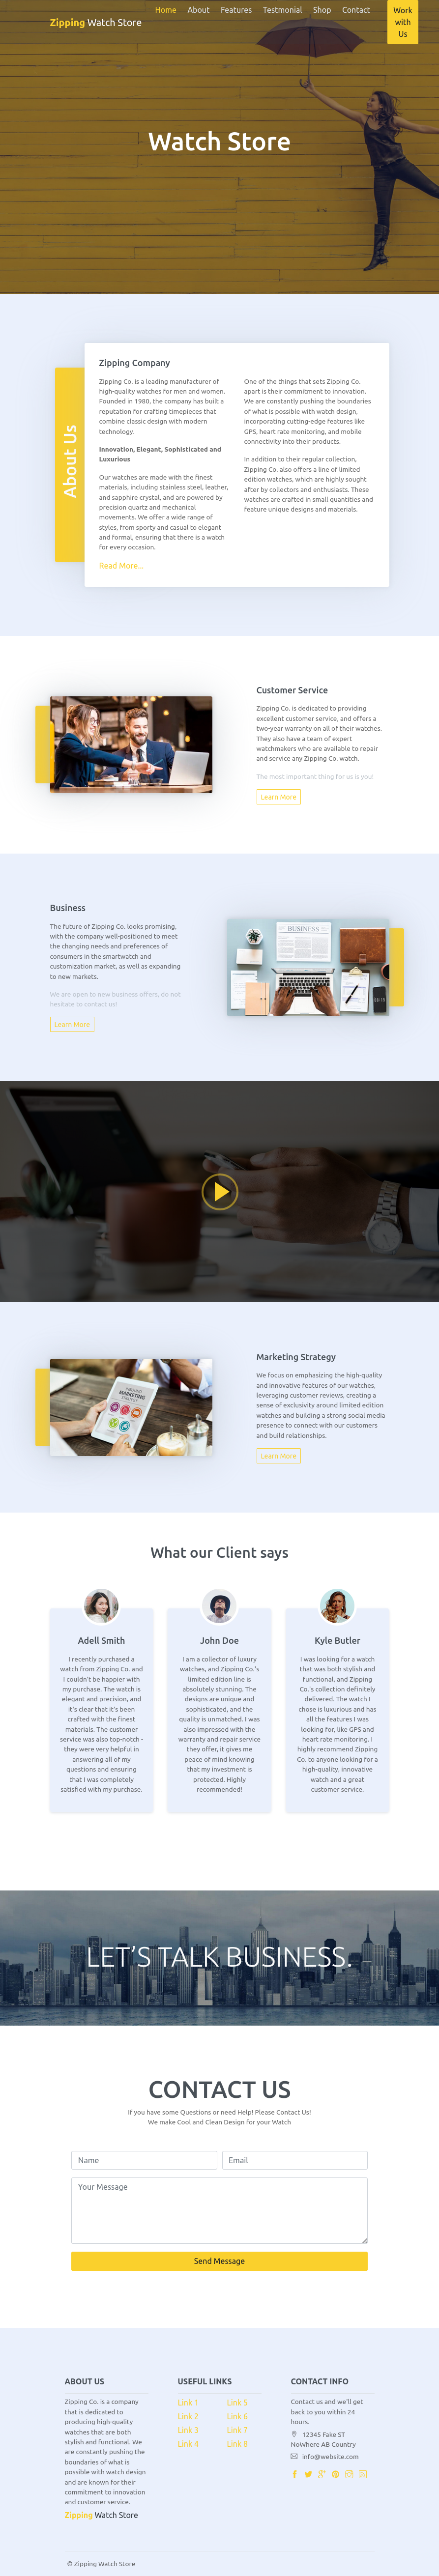 Zipping Watch Store
Home About Features Testmonial Shop Contact
Work
with
Us
Watch Store
About Us
Zipping Company
Zipping Co. is a leading manufacturer of
high-quality watches for men and women.
Founded in 1980, the company has built a
reputation for crafting timepieces that
combine classic design with modern
technology.
Innovation, Elegant, Sophisticated and
Luxurious
Our watches are made with the finest
materials, including stainless steel, leather,
and sapphire crystal, and are powered by
precision quartz and mechanical
movements. We offer a wide range of
styles, from sporty and casual to elegant
and formal, ensuring that there is a watch
for every occasion.
Read More...
One of the things that sets Zipping Co.
apart is their commitment to innovation.
We are constantly pushing the boundaries
of what is possible with watch design,
incorporating cutting-edge features like
GPS, heart rate monitoring, and mobile
connectivity into their products.
In addition to their regular collection,
Zipping Co. also offers a line of limited
edition watches, which are highly sought
after by collectors and enthusiasts. These
watches are crafted in small quantities and
feature unique designs and materials.
Customer Service
Zipping Co. is dedicated to providing
excellent customer service, and offers a
two-year warranty on all of their watches.
They also have a team of expert
watchmakers who are available to repair
and service any Zipping Co. watch.
The most important thing for us is you!
Learn More
Business
The future of Zipping Co. looks promising,
with the company well-positioned to meet
the changing needs and preferences of
consumers in the smartwatch and
customization market, as well as expanding
to new markets.
We are open to new business offers, do not
hesitate to contact us!
Learn More
BUSINESS
MARKETING
Marketing Strategy
We focus on emphasizing the high-quality
and innovative features of our watches,
leveraging customer reviews, creating a
sense of exclusivity around limited edition
watches and building a strong social media
presence to connect with our customers
and build relationships.
Learn More
What our Client says
Adell Smith
I recently purchased a
watch from Zipping Co. and
I couldn't be happier with
my purchase. The watch is
elegant and precision, and
it's clear that it's been
crafted with the finest
materials. The customer
service was also top-notch -
they were very helpful in
answering all of my
questions and ensuring
that I was completely
satisfied with my purchase.
John Doe
I am a collector of luxury
watches, and Zipping Co.'s
limited edition line is
absolutely stunning. The
designs are unique and
sophisticated, and the
quality is unmatched. I was
also impressed with the
warranty and repair service
they offer, it gives me
peace of mind knowing
that my investment is
protected. Highly
recommended!
Kyle Butler
I was looking for a watch
that was both stylish and
functional, and Zipping
Co.'s collection definitely
delivered. The watch I
chose is luxurious and has
all the features I was
looking for, like GPS and
heart rate monitoring. I
highly recommend Zipping
Co. to anyone looking for a
high-quality, innovative
watch and a great
customer service.
LET'S TALK BUSINESS.
CONTACT US
If you have some Questions or need Help! Please Contact Us!
We make Cool and Clean Design for your Watch
Name
Email
Your Message
Send Message
ABOUT US
Zipping Co. is a company
that is dedicated to
producing high-quality
watches that are both
stylish and functional. We
are constantly pushing the
boundaries of what is
possible with watch design
and are known for their
commitment to innovation
and customer service.
Zipping Watch Store
USEFUL LINKS
Link 1
Link 2
Link 3
Link 4
Link 5
Link 6
Link 7
Link 8
CONTACT INFO
Contact us and we'll get
back to you within 24
hours.
12345 Fake ST
NoWhere AB Country
info@website.com
© Zipping Watch Store